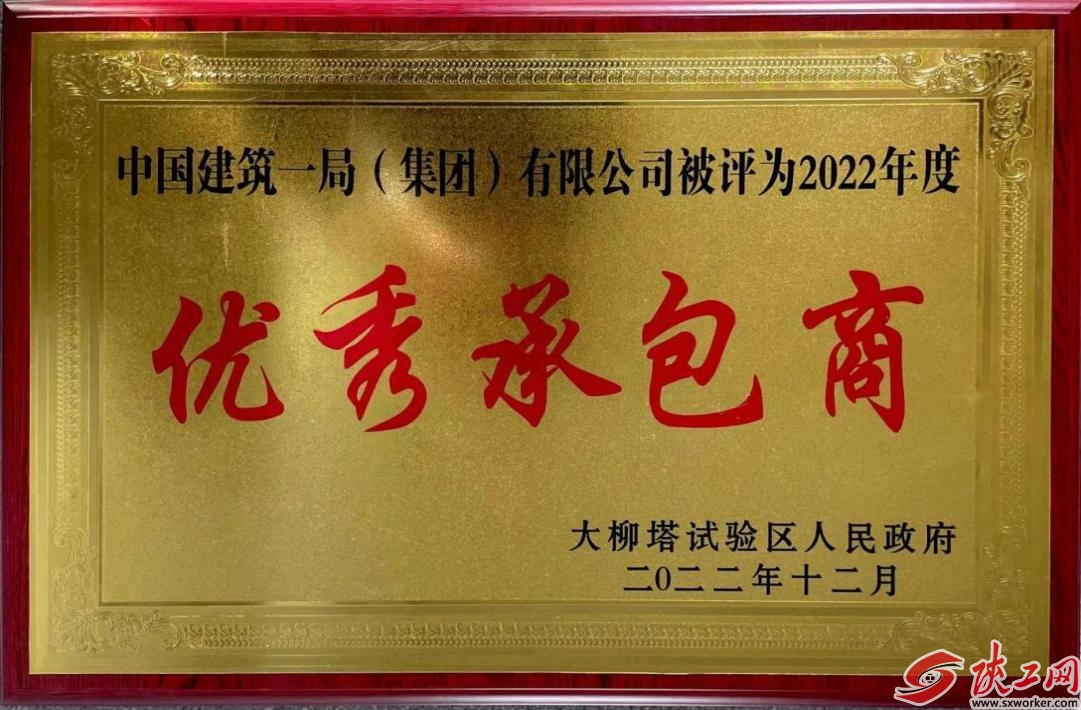 中国建筑一局（集团）有限公司被评为2022年度
优秀承包商
大柳塔试验区人民政府
二〇二二年十二月
陕工网
www.sxworker.com